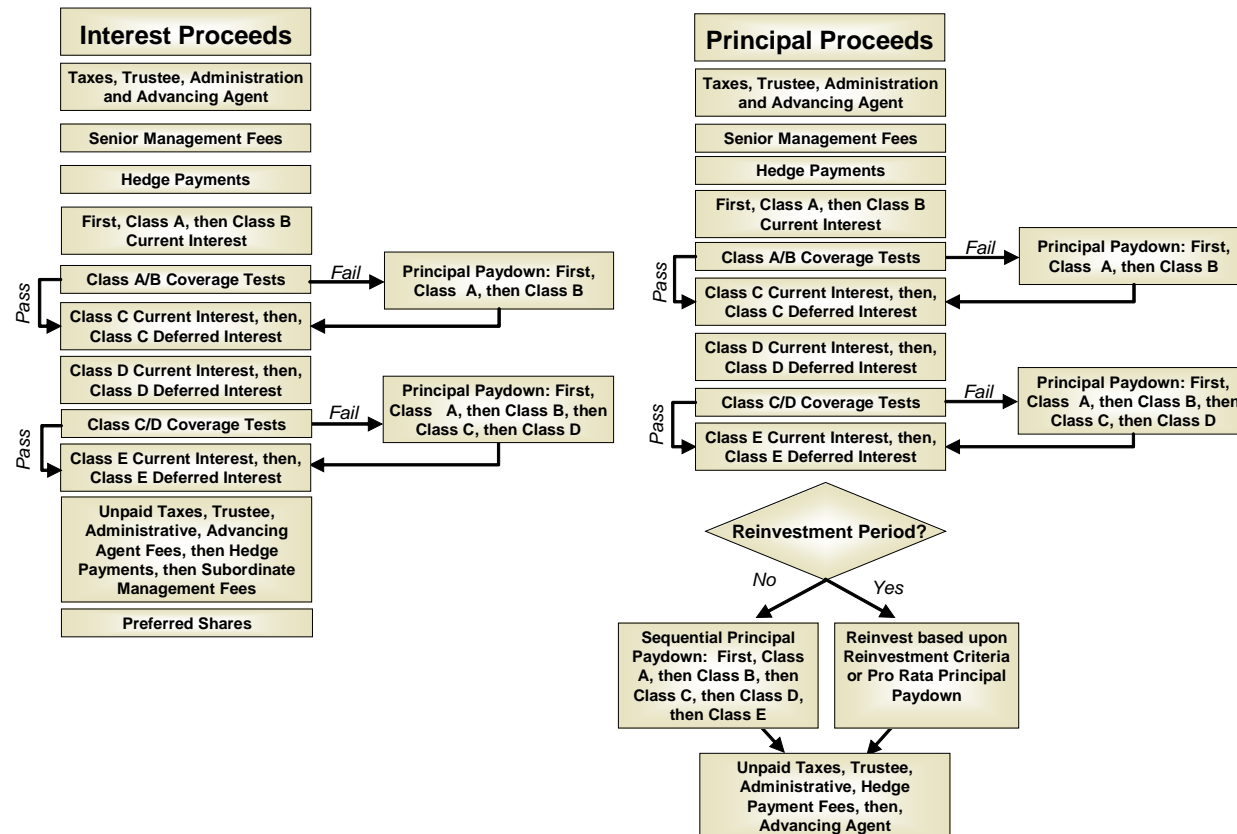 Interest Proceeds
Taxes, Trustee, Administration
and Advancing Agent
Senior Management Fees
Hedge Payments
First, Class A, then Class B
Current Interest
Class A/B Coverage Tests
Fail
Principal Paydown: First,
Class A, then Class B
Pass
Class C Current Interest, then,
Class C Deferred Interest
Class D Current Interest, then,
Class D Deferred Interest
Class C/D Coverage Tests
Fail
Principal Paydown: First,
Class A, then Class B, then
Class C, then Class D
Pass
Class E Current Interest, then,
Class E Deferred Interest
Unpaid Taxes, Trustee,
Administrative, Advancing
Agent Fees, then Hedge
Payments, then Subordinate
Management Fees
Preferred Shares
Principal Proceeds
Taxes, Trustee, Administration
and Advancing Agent
Senior Management Fees
Hedge Payments
First, Class A, then Class B
Current Interest
Class A/B Coverage Tests
Fail
Principal Paydown: First,
Class A, then Class B
Pass
Class C Current Interest, then,
Class C Deferred Interest
Class D Current Interest, then,
Class D Deferred Interest
Class C/D Coverage Tests
Fail
Principal Paydown: First,
Class A, then Class B, then
Class C, then Class D
Pass
Class E Current Interest, then,
Class E Deferred Interest
Reinvestment Period?
No
Yes
Sequential Principal
Paydown: First, Class
A, then Class B, then
Class C, then Class D,
then Class E
Reinvest based upon
Reinvestment Criteria
or Pro Rata Principal
Paydown
Unpaid Taxes, Trustee,
Administrative, Hedge
Payment Fees, then,
Advancing Agent